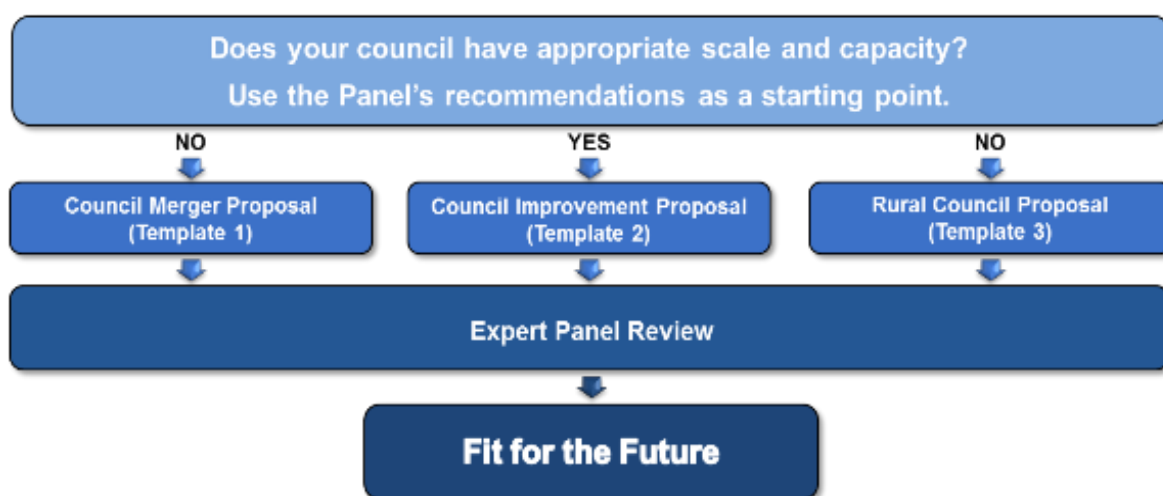 Does your council have appropriate scale and capacity?
Use the Panel's recommendations as a starting point.
NO
YES
NO
Council Merger Proposal
(Template 1)
Council Improvement Proposal
(Template 2)
Rural Council Proposal
(Template 3)
Expert Panel Review
Fit for the Future